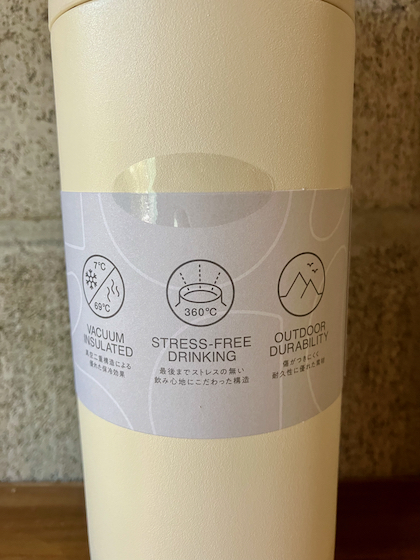 7℃
69℃
VACUUM
INSULATED
真空二重構造による
優れた保冷効果
360℃
STRESS-FREE
DRINKING
最後までストレスの無い
飲み心地にこだわった構造
OUTDOOR
DURABILITY
傷がつきにくく
耐久性に優れた素材